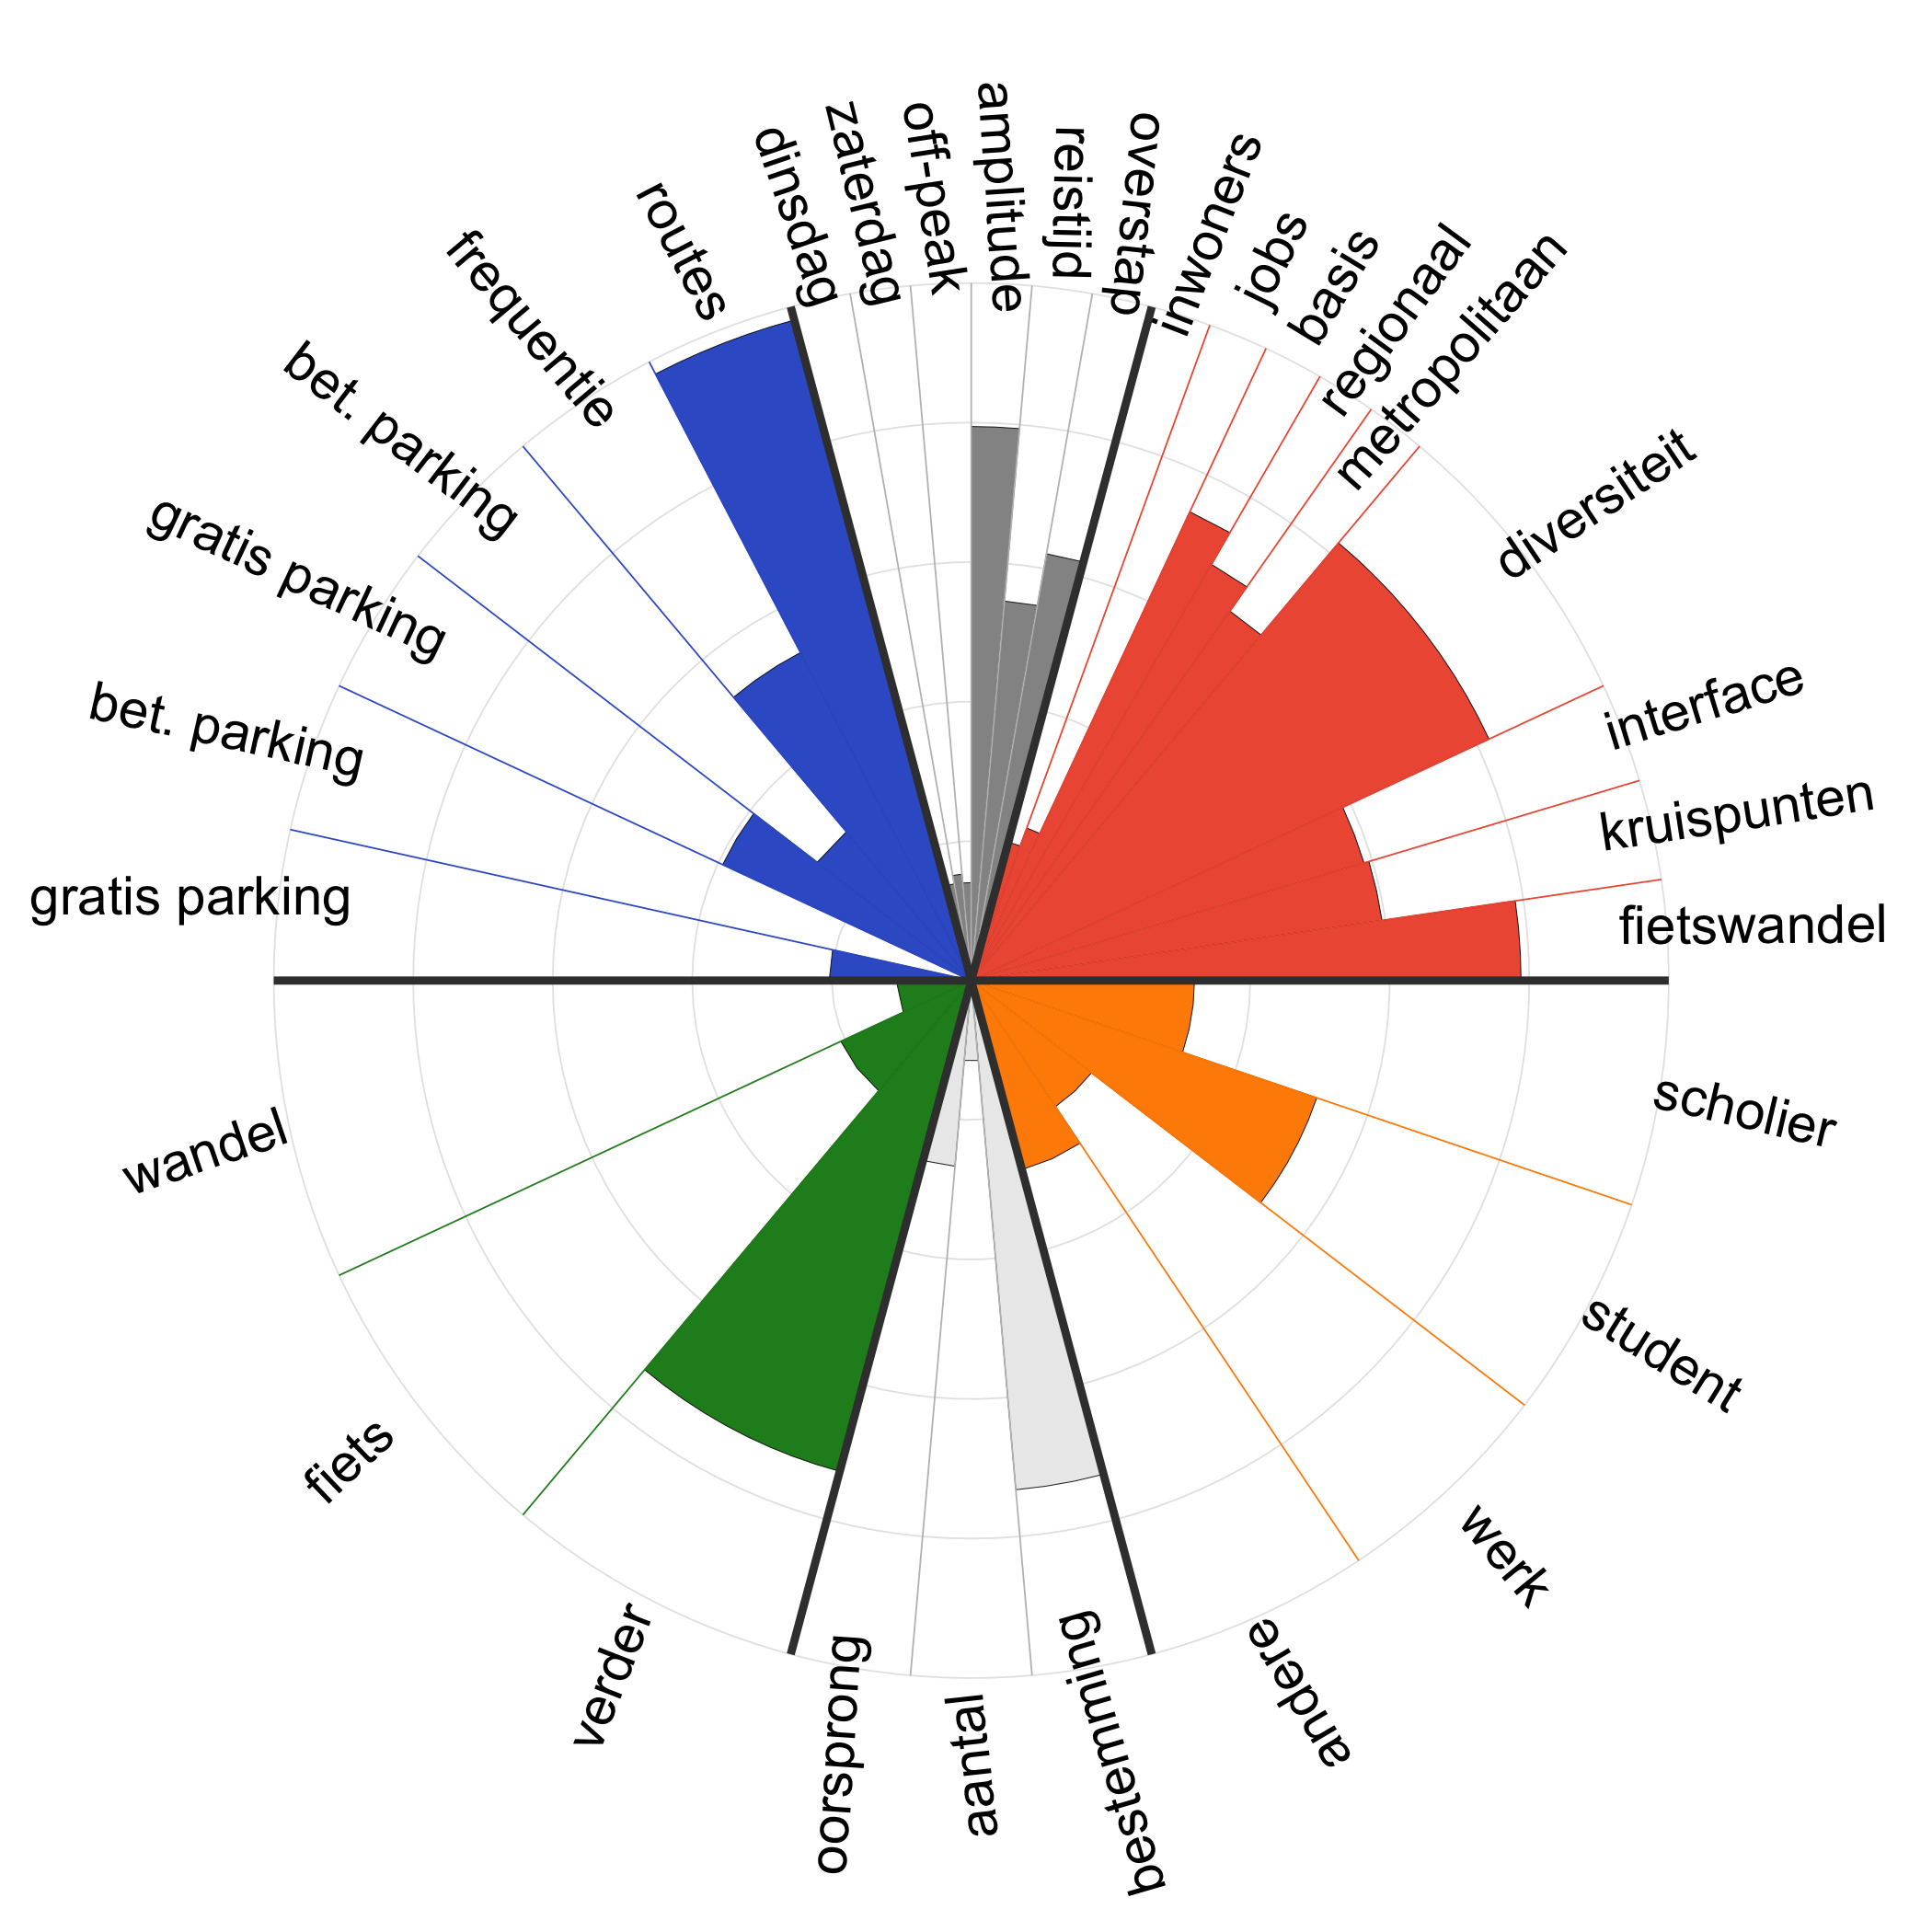 amplitude
reistijd
overstap
inwoners
jobs
basis
regionaal
metropolitaan
diversiteit
interface
kruispunten
fietswandel
scholier
student
werk
andere
bestemming
aantal
oorsprong
verder
fiets
wandel
gratis parking
bet. parking
gratis parking
bet. parking
frequentie
routes
dinsdag
zaterdag
off-peak